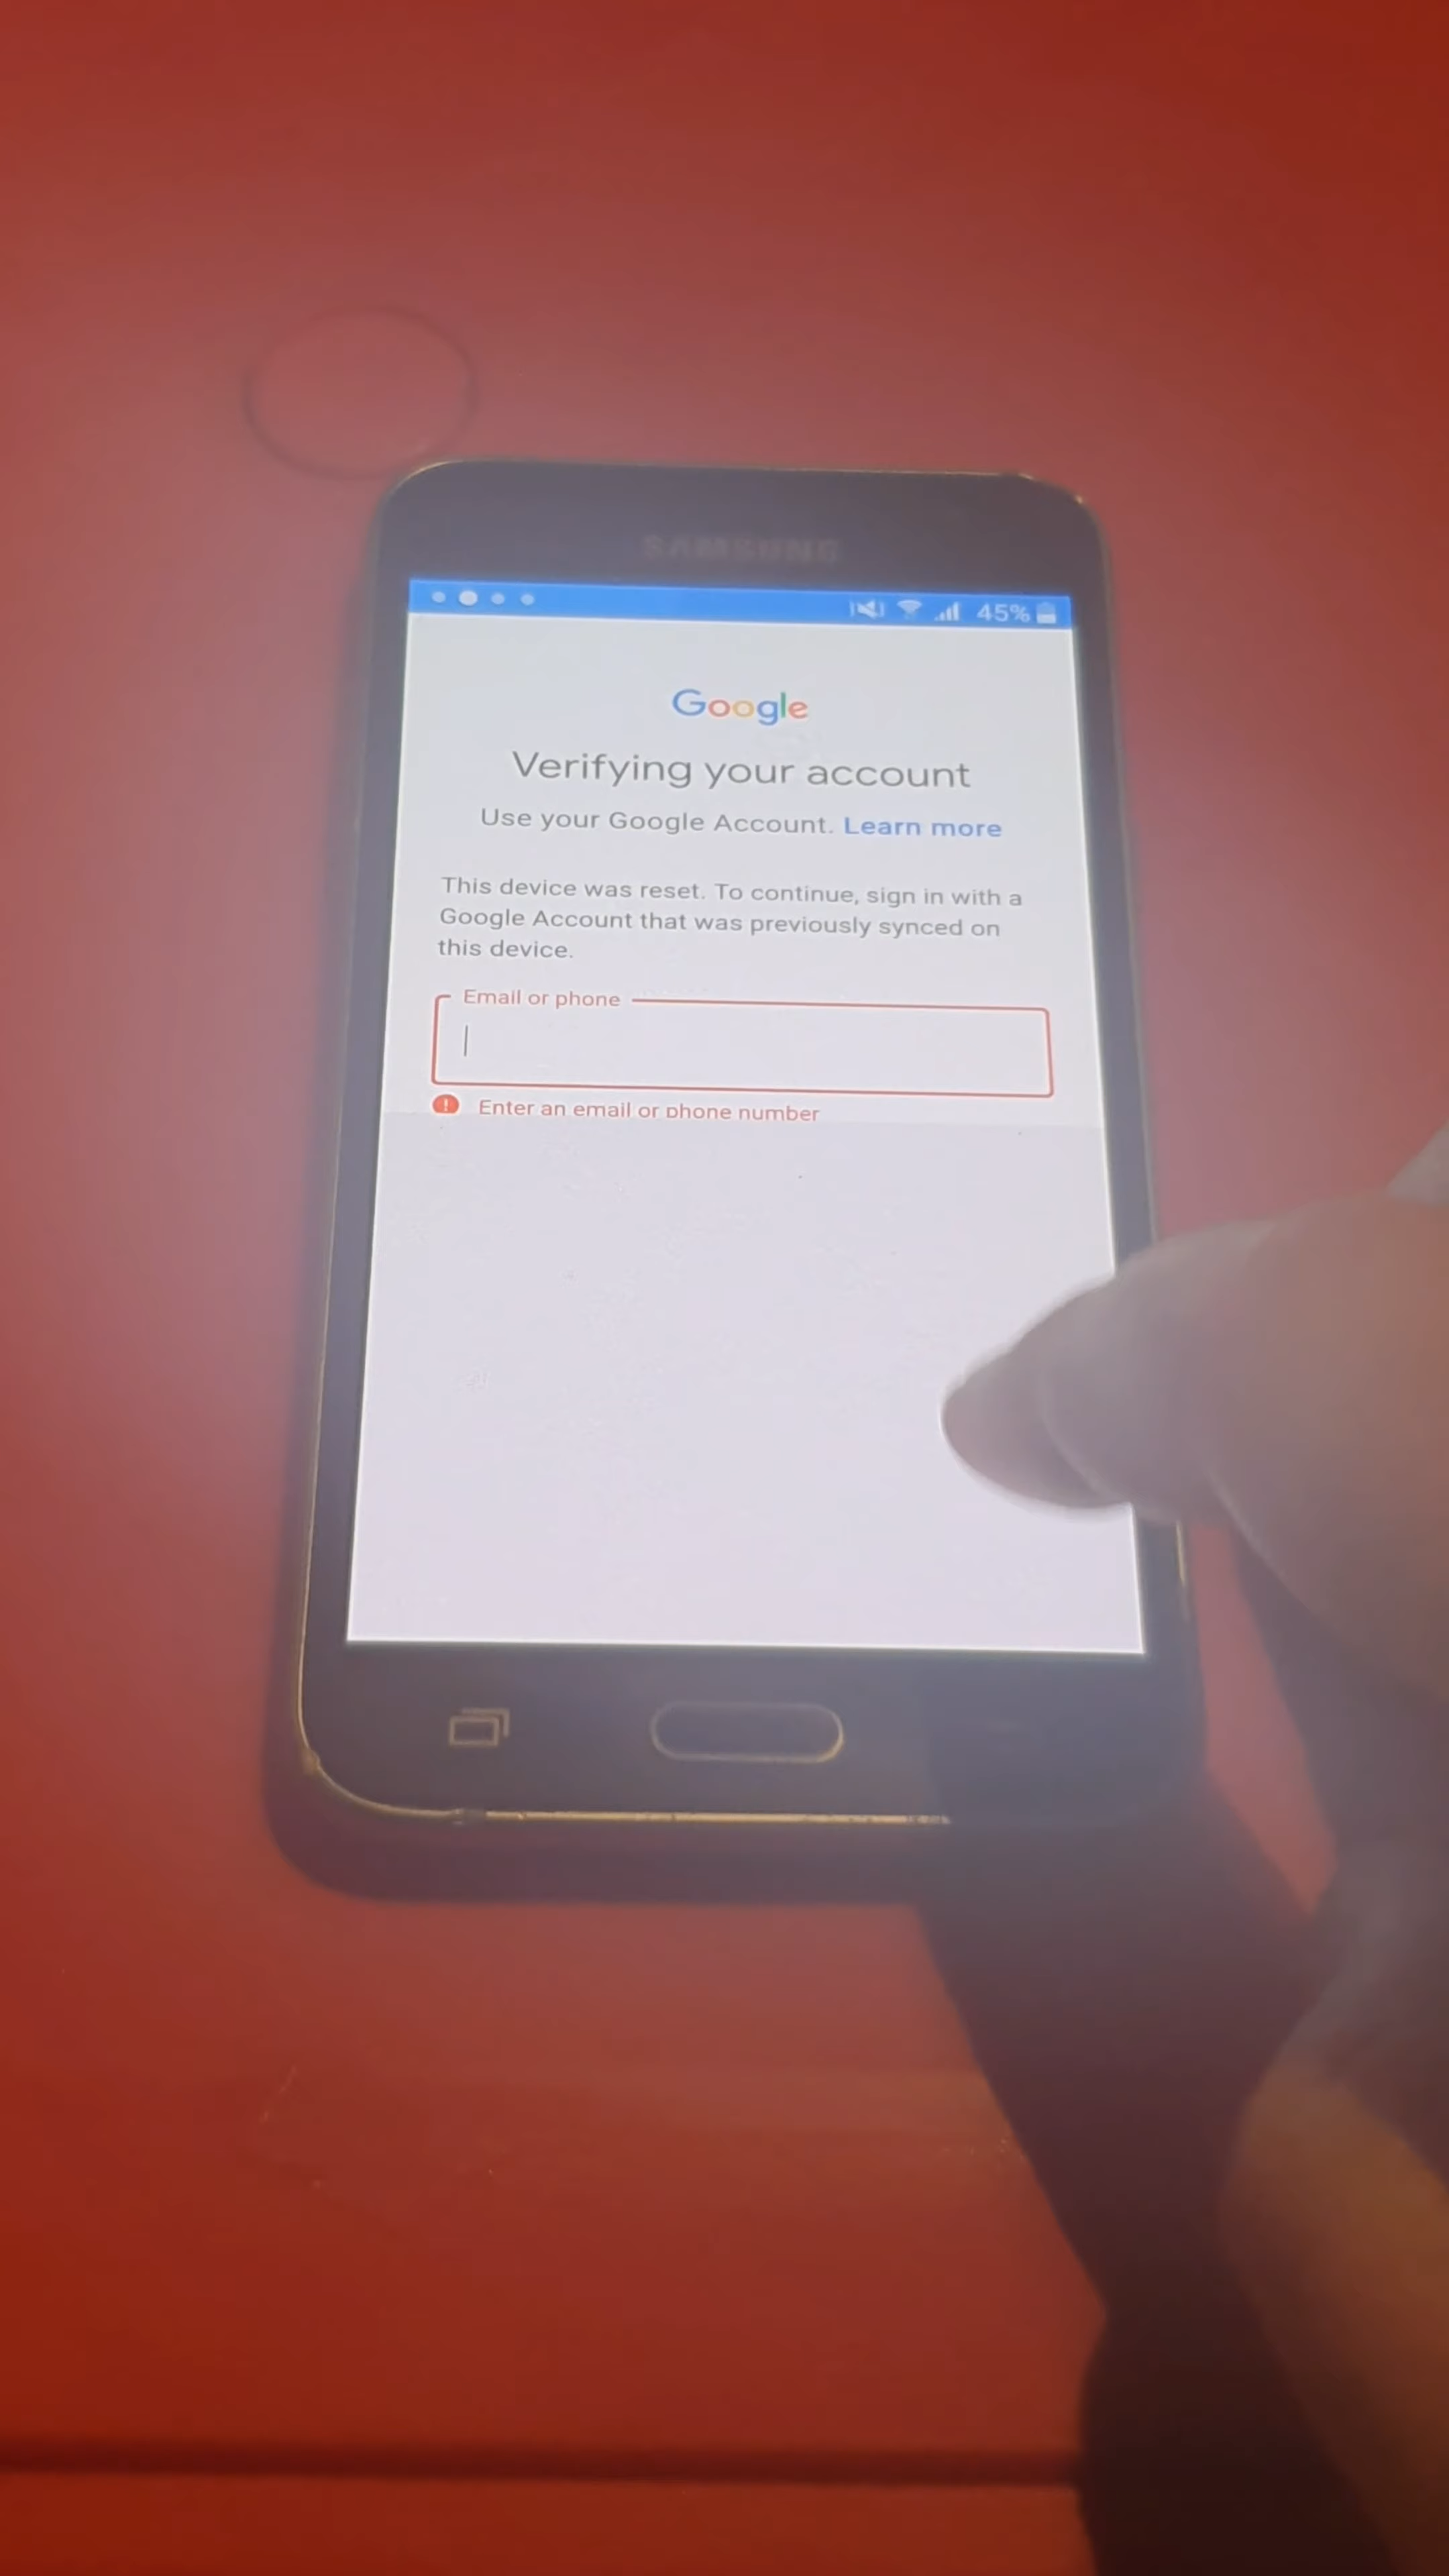 SAMSUNG
45%
Google
Verifying your account
Use your Google Account. Learn more
This device was reset. To continue, sign in with a
Google Account that was previously synced on
this device.
Email or phone
Enter an email or phone number